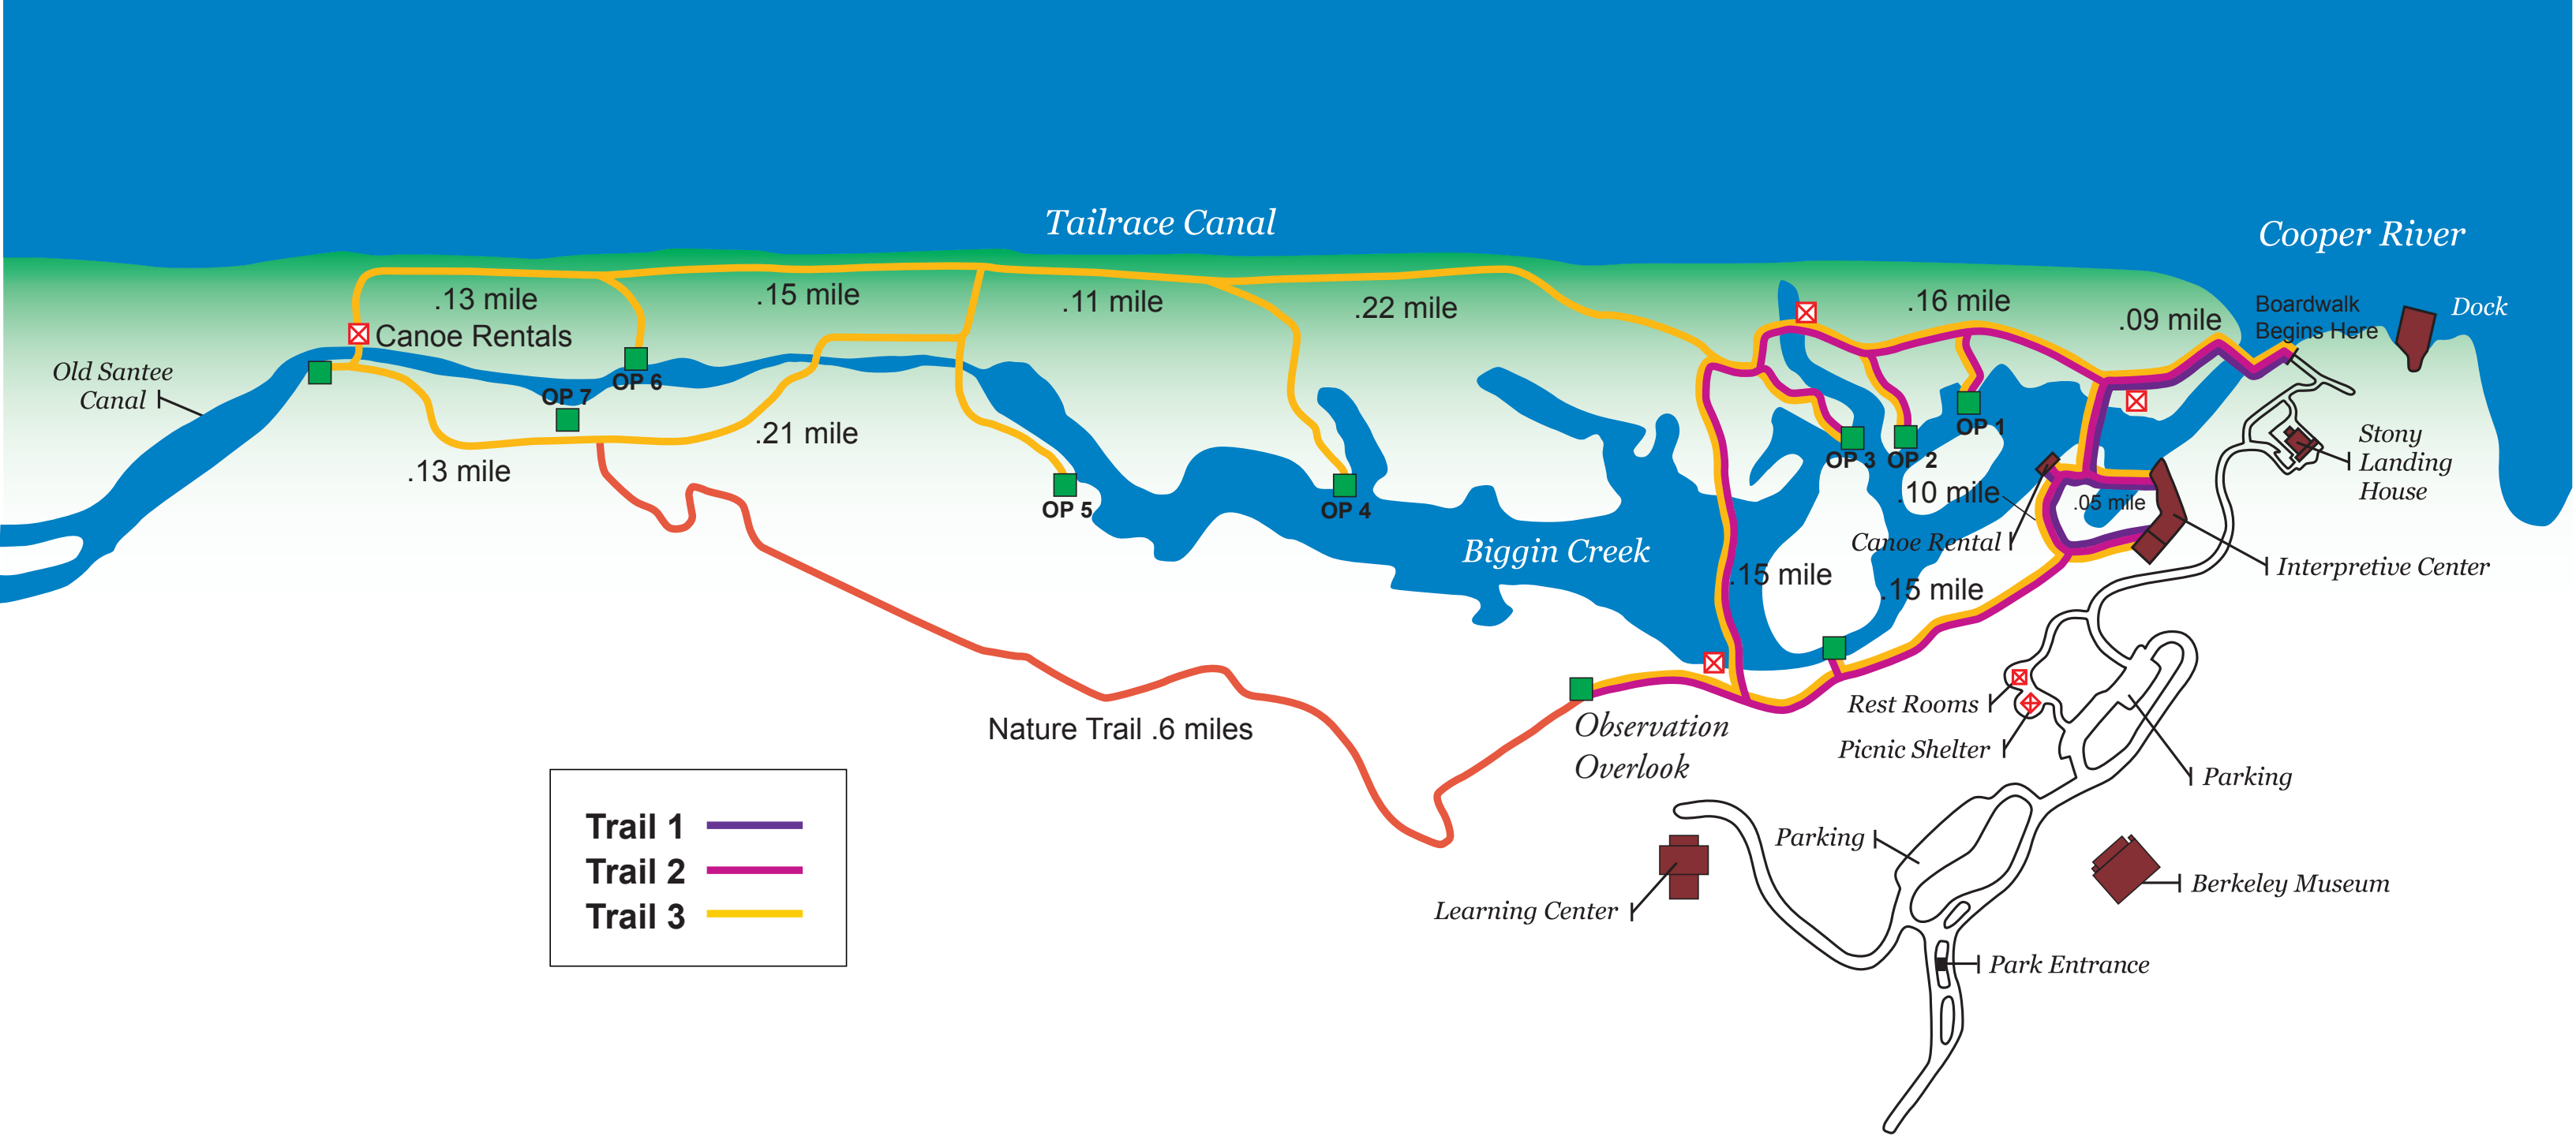 Tailrace Canal
Cooper River
.13 mile
.15 mile
.11 mile
.22 mile
.16 mile
.09 mile
Boardwalk
Begins Here
Dock
Canoe Rentals
Old Santee
Canal
OP 7
OP 6
.21 mile
.13 mile
OP 5
OP 4
OP 3
OP 2
OP 1
Stony
Landing
House
.10 mile
.05 mile
Canoe Rental
Biggin Creek
Interpretive Center
.15 mile
.15 mile
Nature Trail .6 miles
Observation
Overlook
Rest Rooms
Picnic Shelter
Parking
Trail 1
Trail 2
Trail 3
Parking
Learning Center
Berkeley Museum
Park Entrance